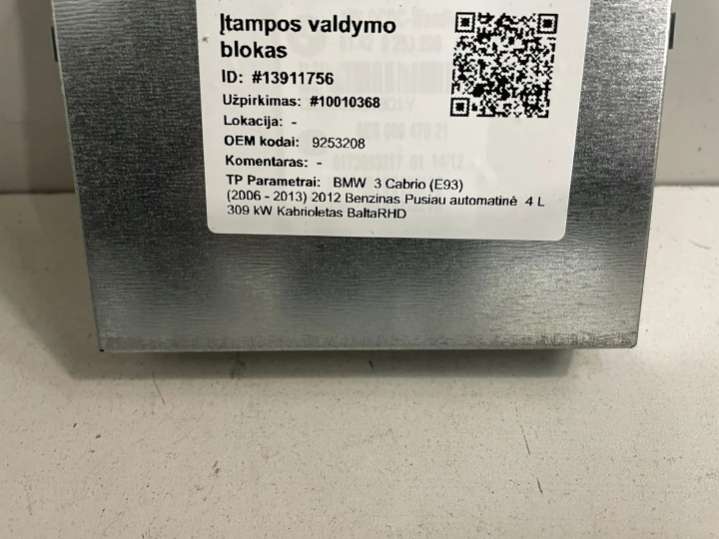 Įtampos valdymo
blokas
ID: #13911756
Užpirkimas: #10010368
Lokacija: -
OEM kodai: 9253208
Komentaras: -
TP Parametrai: BMW 3 Cabrio (E93)
(2006 - 2013) 2012 Benzinas Pusiau automatinė 4 L
309 kW Kabrioletas BaltaRHD